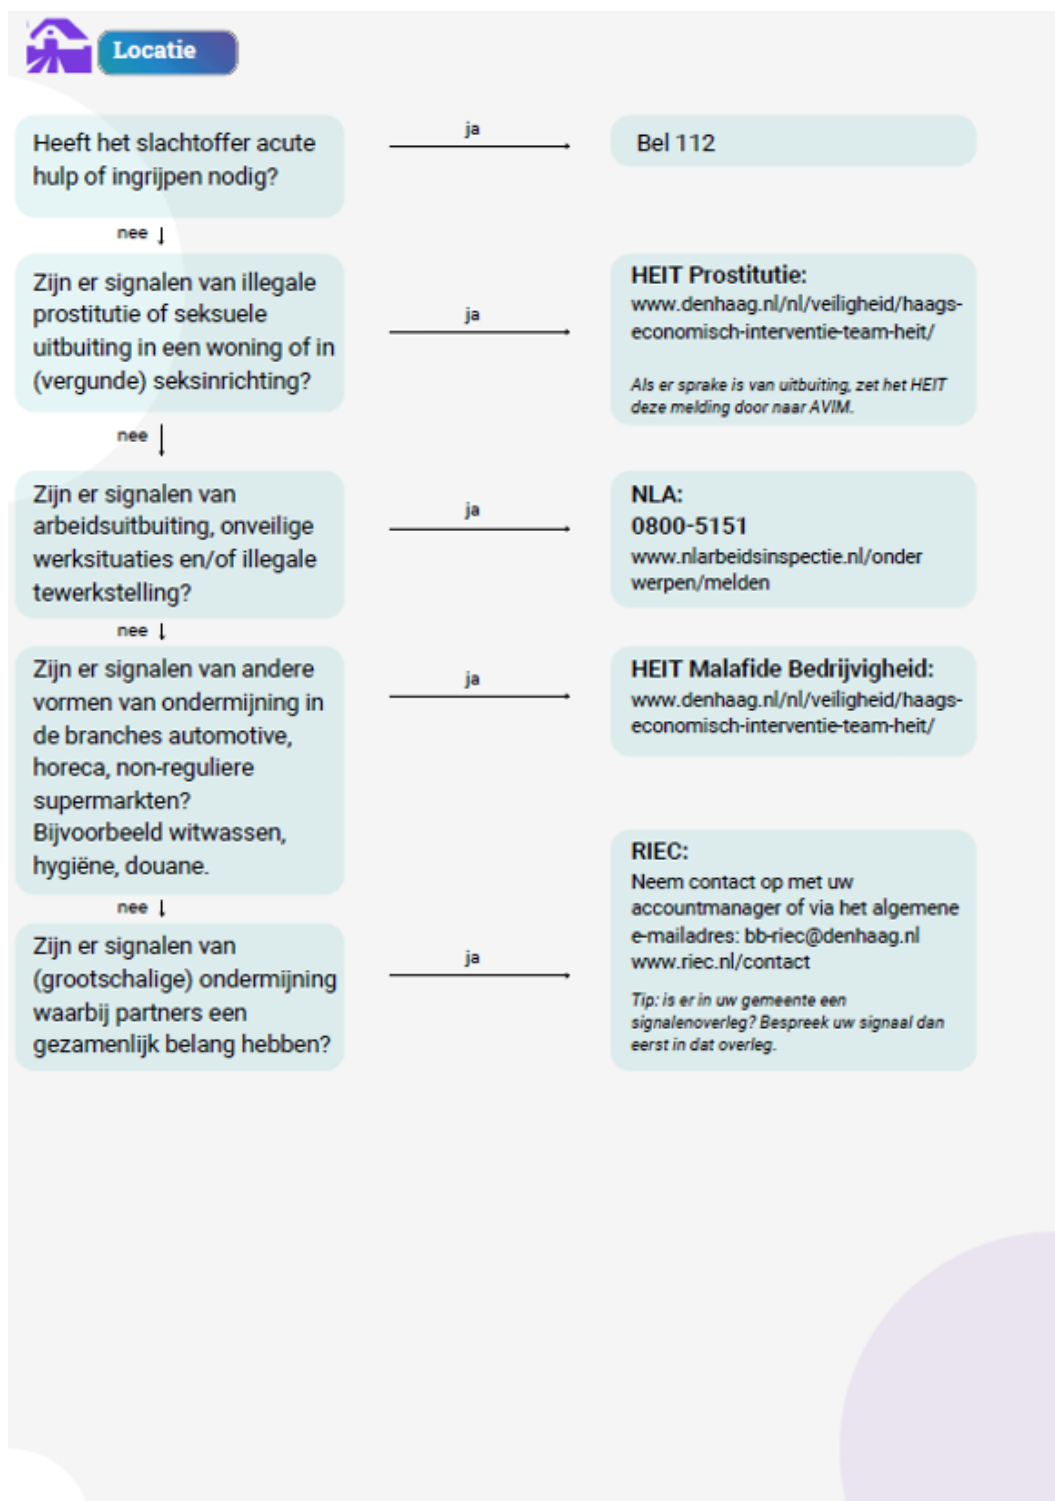 Locatie
Heeft het slachtoffer acute
hulp of ingrijpen nodig?
ja
Bel 112
nee
Zijn er signalen van illegale
prostitutie of seksuele
uitbuiting in een woning of in
(vergunde) seksinrichting?
ja
HEIT Prostitutie:
www.denhaag.nl/nl/veiligheid/haags-
economisch-interventie-team-heit/
Als er sprake is van uitbuiting, zet het HEIT
deze melding door naar AVIM.
nee
Zijn er signalen van
arbeidsuitbuiting, onveilige
werksituaties en/of illegale
tewerkstelling?
ja
NLA:
0800-5151
www.nlarbeidsinspectie.nl/onder
werpen/melden
nee
Zijn er signalen van andere
vormen van ondermijning in
de branches automotive,
horeca, non-reguliere
supermarkten?
Bijvoorbeeld witwassen,
hygiëne, douane.
ja
HEIT Malafide Bedrijvigheid:
www.denhaag.nl/nl/veiligheid/haags-
economisch-interventie-team-heit/
nee
Zijn er signalen van
(grootschalige) ondermijning
waarbij partners een
gezamenlijk belang hebben?
ja
RIEC:
Neem contact op met uw
accountmanager of via het algemene
e-mailadres: bb-riec@denhaag.nl
www.riec.nl/contact
Tip: is er in uw gemeente een
signalenoverleg? Bespreek uw signaal dan
eerst in dat overleg.